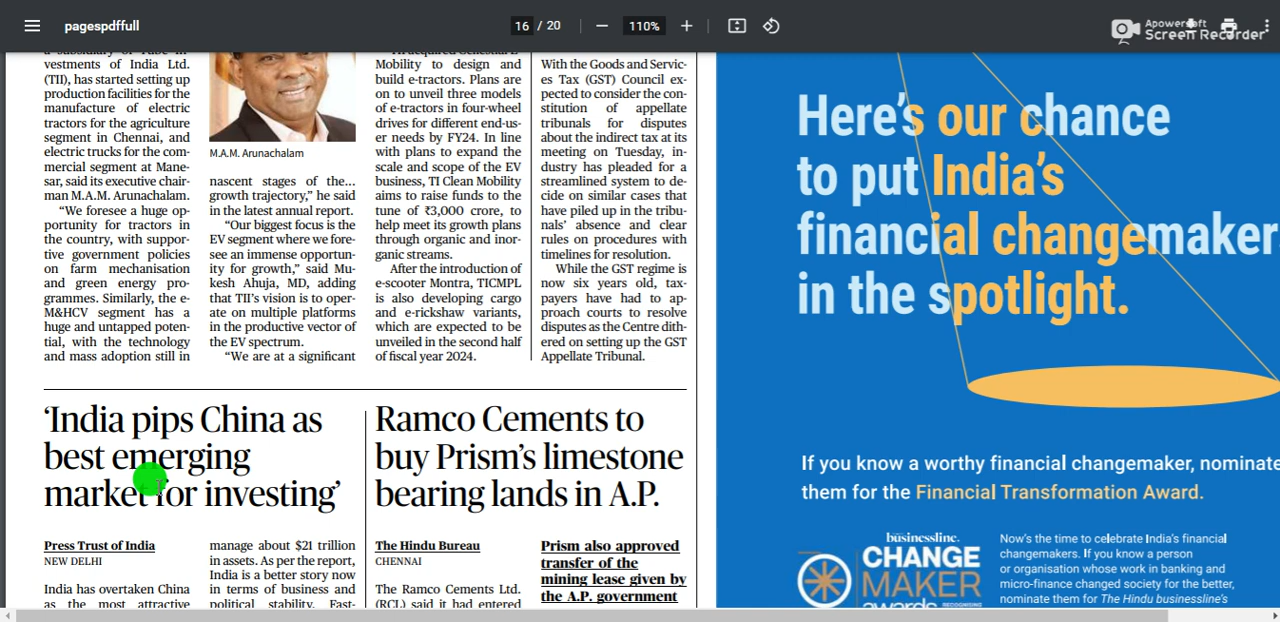 pagespdffull
16 / 20
110%
Apowersoft
Screen Recorder
vestments of India Ltd.
(TII), has started setting up
production facilities for the
manufacture of electric
tractors for the agriculture
segment in Chennai, and
electric trucks for the com-
mercial segment at Mane-
sar, said its executive chair-
man M.A.M. Arunachalam.
“We foresee a huge op-
portunity for tractors in
the country, with suppor-
tive government policies
on farm mechanisation
and green energy pro-
grammes. Similarly, the e-
M&HCV segment has a
huge and untapped poten-
tial, with the technology
and mass adoption still in
M.A.M. Arunachalam
nascent stages of the...
growth trajectory,” he said
in the latest annual report.
“Our biggest focus is the
EV segment where we fore-
see an immense opportun-
ity for growth,” said Mu-
kesh Ahuja, MD, adding
that TII’s vision is to oper-
ate on multiple platforms
in the productive vector of
the EV spectrum.
“We are at a significant
Mobility to design and
build e-tractors. Plans are
on to unveil three models
of e-tractors in four-wheel
drives for different end-us-
er needs by FY24. In line
with plans to expand the
scale and scope of the EV
business, TI Clean Mobility
aims to raise funds to the
tune of ₹3,000 crore, to
help meet its growth plans
through organic and inor-
ganic streams.
After the introduction of
e-scooter Montra, TICMPL
is also developing cargo
and e-rickshaw variants,
which are expected to be
unveiled in the second half
of fiscal year 2024.
With the Goods and Servic-
es Tax (GST) Council ex-
pected to consider the con-
stitution of appellate
tribunals for disputes
about the indirect tax at its
meeting on Tuesday, in-
dustry has pleaded for a
streamlined system to de-
cide on similar cases that
have piled up in the tribu-
nals’ absence and clear
rules on procedures with
timelines for resolution.
While the GST regime is
now six years old, tax-
payers have had to ap-
proach courts to resolve
disputes as the Centre dith-
ered on setting up the GST
Appellate Tribunal.
‘India pips China as
best emerging
market for investing’
Press Trust of India
NEW DELHI
India has overtaken China
as the most attractive
manage about $21 trillion
in assets. As per the report,
India is a better story now
in terms of business and
political stability. Fast-
Ramco Cements to
buy Prism’s limestone
bearing lands in A.P.
The Hindu Bureau
CHENNAI
The Ramco Cements Ltd.
(RCL) said it had entered
Prism also approved
transfer of the
mining lease given by
the A.P. government
Here’s our chance
to put India’s
financial changemaker
in the spotlight.
If you know a worthy financial changemaker, nominate
them for the Financial Transformation Award.
businessline.
CHANGE
MAKER
awards
Now’s the time to celebrate India’s financial
changemakers. If you know a person
or organisation whose work in banking and
micro-finance changed society for the better,
nominate them for The Hindu businessline’s